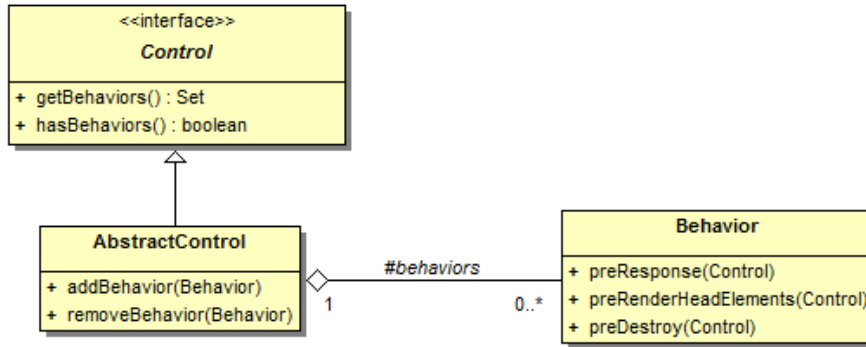 <<interface>>
Control
+ getBehaviors() : Set
+ hasBehaviors() : boolean
AbstractControl
+ addBehavior(Behavior)
+ removeBehavior(Behavior)
#behaviors
1
0..*
Behavior
+ preResponse(Control)
+ preRenderHeadElements(Control)
+ preDestroy(Control)